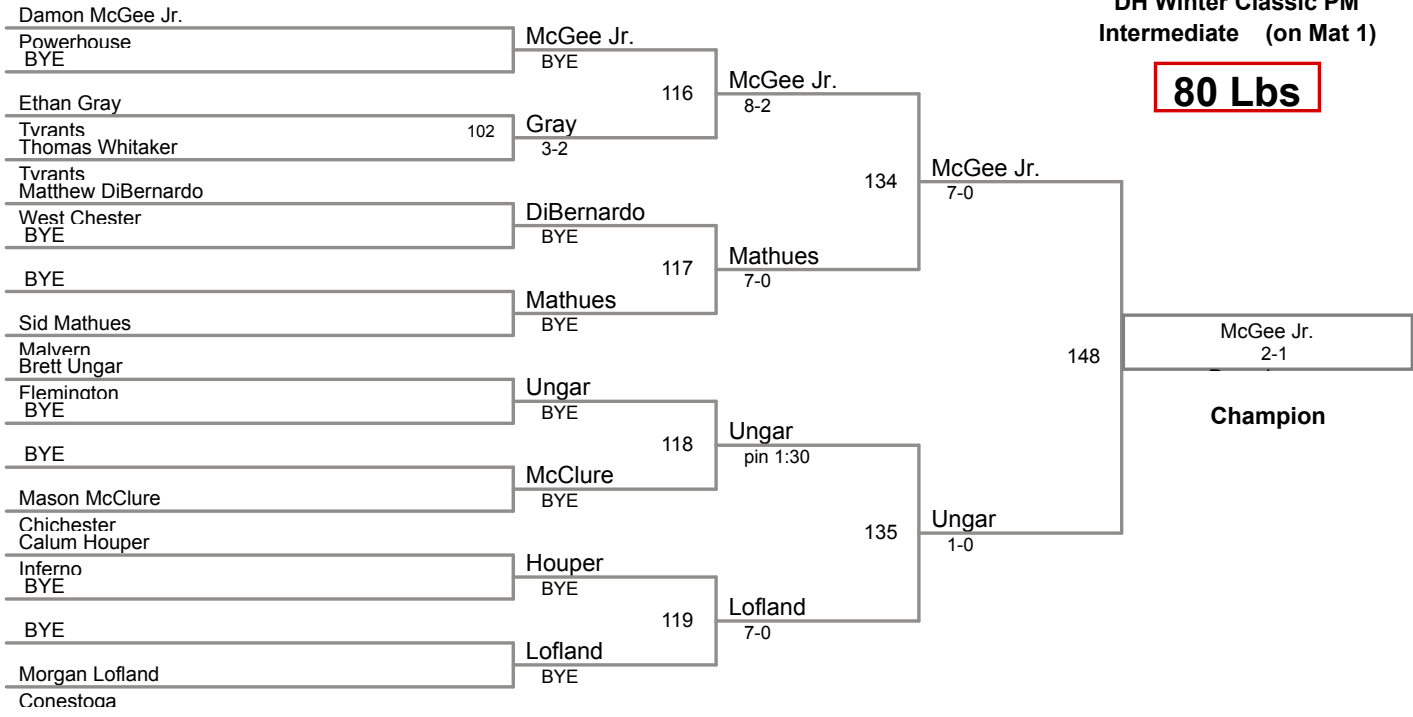 Damon McGee Jr.
Powerhouse
BYE
Ethan Gray
Tyrants
Thomas Whitaker
Tyrants
Matthew DiBernardo
West Chester
BYE
BYE
Sid Mathues
Malvern
Brett Ungar
Flemington
BYE
BYE
Mason McClure
Chichester
Calum Houper
Inferno
BYE
BYE
Morgan Lofland
Conestoga
102
McGee Jr.
BYE
Gray
3-2
DiBernardo
BYE
Mathues
BYE
Ungar
BYE
McClure
BYE
Houper
BYE
Lofland
BYE
116
117
118
119
McGee Jr.
8-2
Mathues
7-0
Ungar
pin 1:30
Lofland
7-0
134
135
McGee Jr.
7-0
Ungar
1-0
148
DH Winter Classic PM
Intermediate (on Mat 1)
80 Lbs
McGee Jr.
2-1
Champion